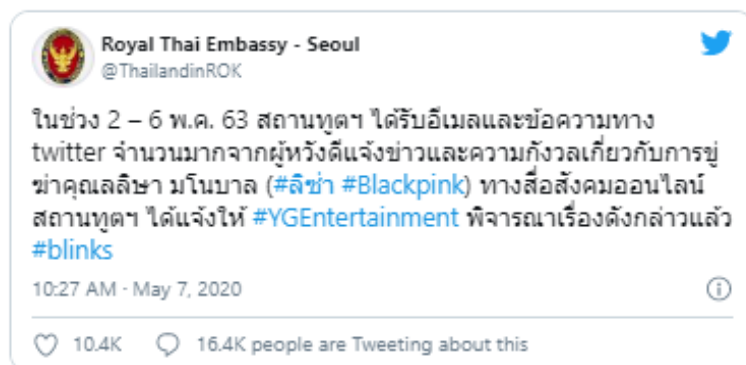 Royal Thai Embassy - Seoul
@ThailandinROK
ในช่วง 2 – 6 พ.ค. 63 สถานทูตฯ ได้รับอีเมลและข้อความทาง
twitter จำนวนมากจากผู้หวังดีแจ้งข่าวและความกังวลเกี่ยวกับการขู่
ฆ่าคุณลลิษา มโนบาล (#ลิซ่า #Blackpink) ทางสื่อสังคมออนไลน์
สถานทูตฯ ได้แจ้งให้ #YGEntertainment พิจารณาเรื่องดังกล่าวแล้ว
#blinks
10:27 AM · May 7, 2020
10.4K 16.4K people are Tweeting about this